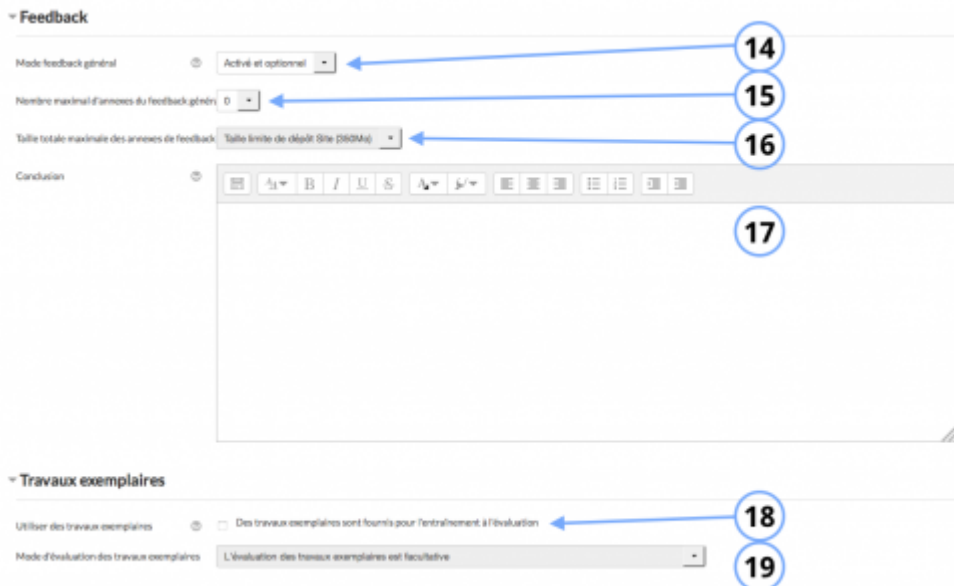 Feedback
14
Mode feedback général Activé et optionnel
15
Nombre maximal d'annexes du feedback génér 0
16
Taille totale maximale des annexes de feedback Taille limite de dépôt Site (350Mo)
Conclusion
B I U S
17
Travaux exemplaires
18
Utiliser des travaux exemplaires Des travaux exemplaires sont fournis pour l'entraînement à l'évaluation
Mode d'évaluation des travaux exemplaires L'évaluation des travaux exemplaires est facultative
19